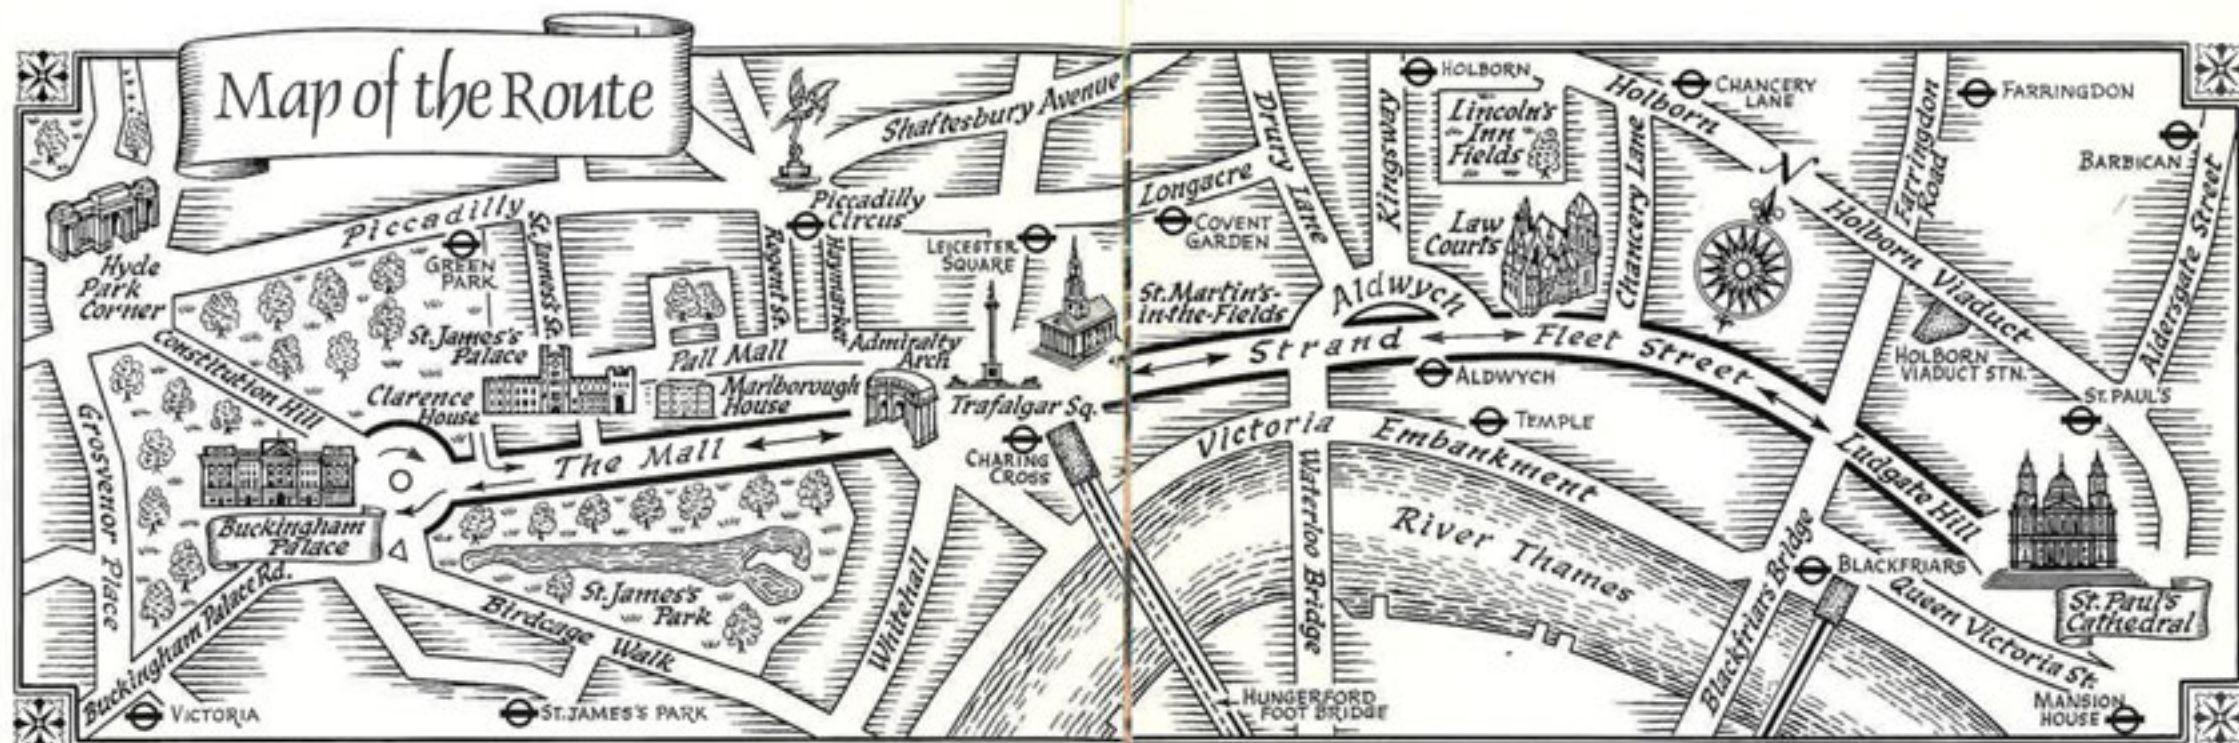 Map of the Route
Shaftesbury Avenue
Drury Lane
Kingsway
HOLBORN
Lincoln's
Inn
Fields
Holborn
CHANCERY
LANE
Chancery Lane
Farringdon
Road
FARRINGDON
BARBICAN
Aldersgate Street
N
Holborn Viaduct
HOLBORN
VIADUCT STN.
Hyde
Park
Corner
Piccadilly
GREEN
PARK
St. James's St.
Piccadilly
Circus
Regent St.
Haymarket
LEICESTER
SQUARE
Longacre
COVENT
GARDEN
Law
Courts
St. Martin's-
in-the-Fields
Aldwych
Constitution Hill
St. James's
Palace
Clarence
House
Pall Mall
Marlborough
House
Admiralty
Arch
Trafalgar Sq.
CHARING
CROSS
Strand
Fleet Street
ALDWYCH
TEMPLE
ST. PAUL'S
Ludgate Hill
The Mall
Grosvenor Place
Buckingham
Palace
Buckingham Palace Rd.
St. James's
Park
Birdcage Walk
Whitehall
Victoria Embankment
Waterloo Bridge
River Thames
Blackfriars Bridge
BLACKFRIARS
Queen Victoria St.
St. Paul's
Cathedral
VICTORIA
ST. JAMES'S PARK
HUNGERFORD
FOOT BRIDGE
MANSION
HOUSE